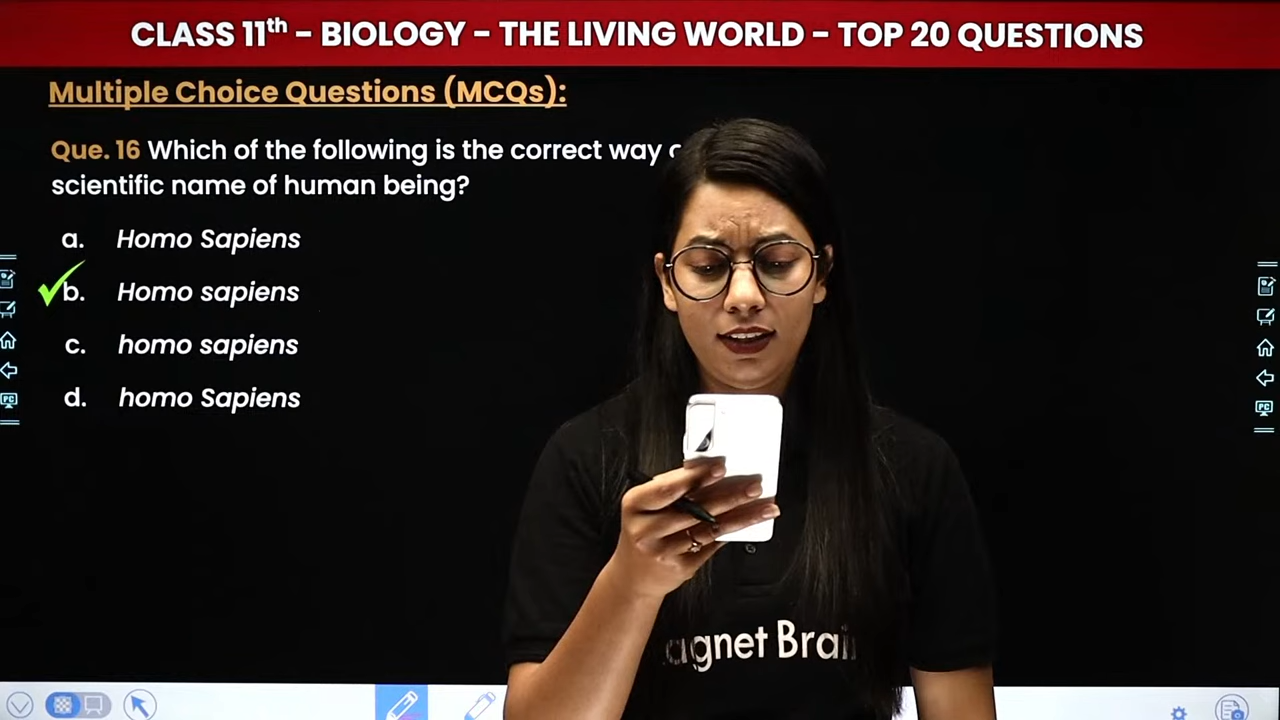 CLASS 11th – BIOLOGY – THE LIVING WORLD – TOP 20 QUESTIONS
Multiple Choice Questions (MCQs):
Que. 16 Which of the following is the correct way
scientific name of human being?
a. Homo Sapiens
b. Homo sapiens
c. homo sapiens
d. homo Sapiens
agnet Brai
PC
PC